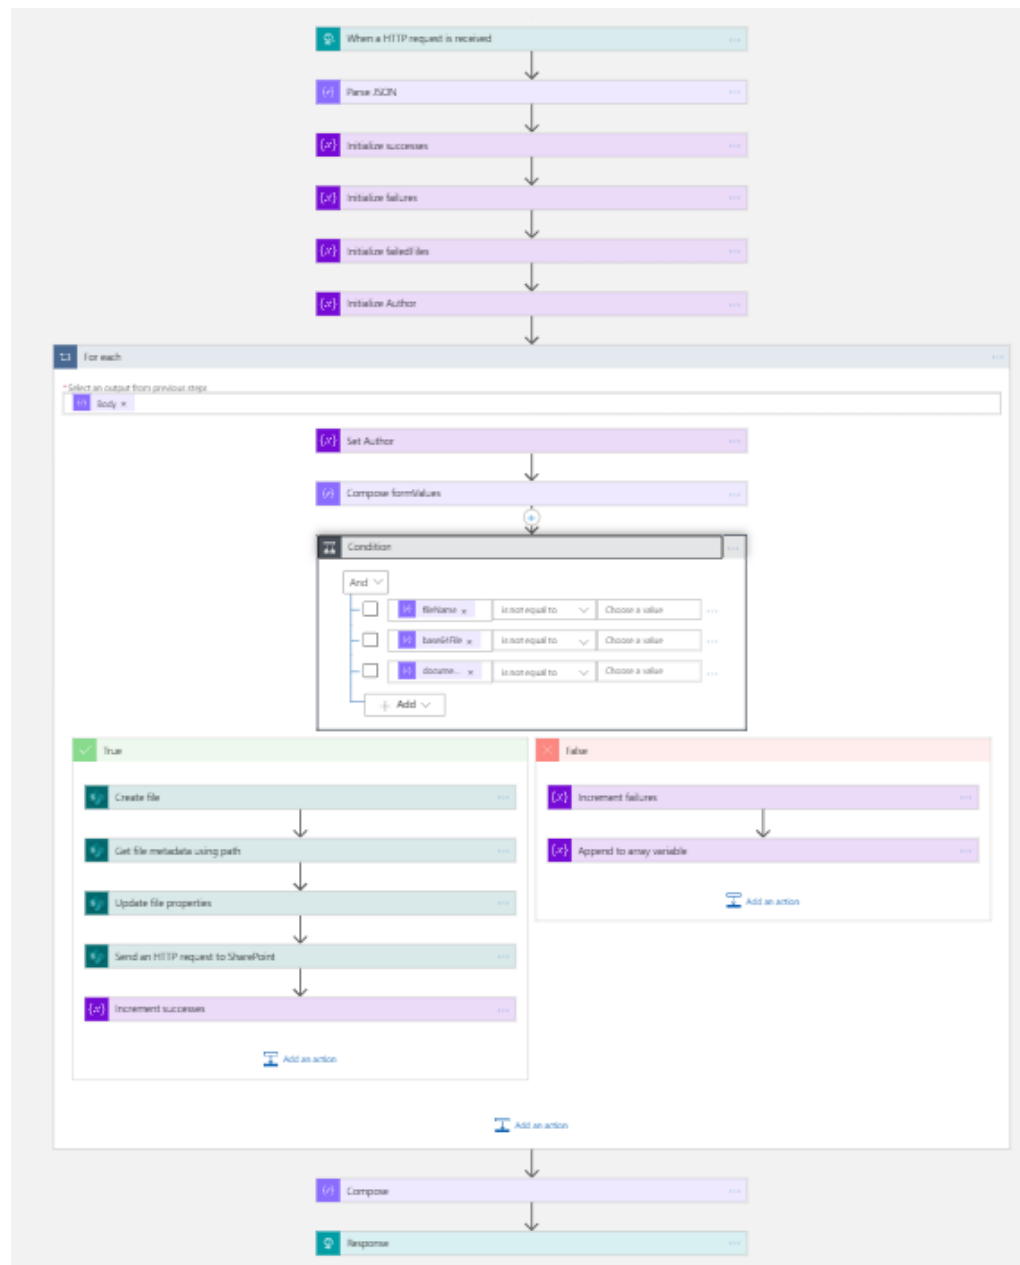 When a HTTP request is received
Parse JSON
Initialize successes
Initialize failures
Initialize failedFiles
Initialize Author
For each
*Select an output from previous steps
Body ×
Set Author
Compose formValues
Condition
And
fileName × is not equal to Choose a value
base64File × is not equal to Choose a value
docume... × is not equal to Choose a value
+ Add
True
False
Create file
Increment failures
Get file metadata using path
Append to array variable
Update file properties
Add an action
Send an HTTP request to SharePoint
Increment successes
Add an action
Add an action
Compose
Response